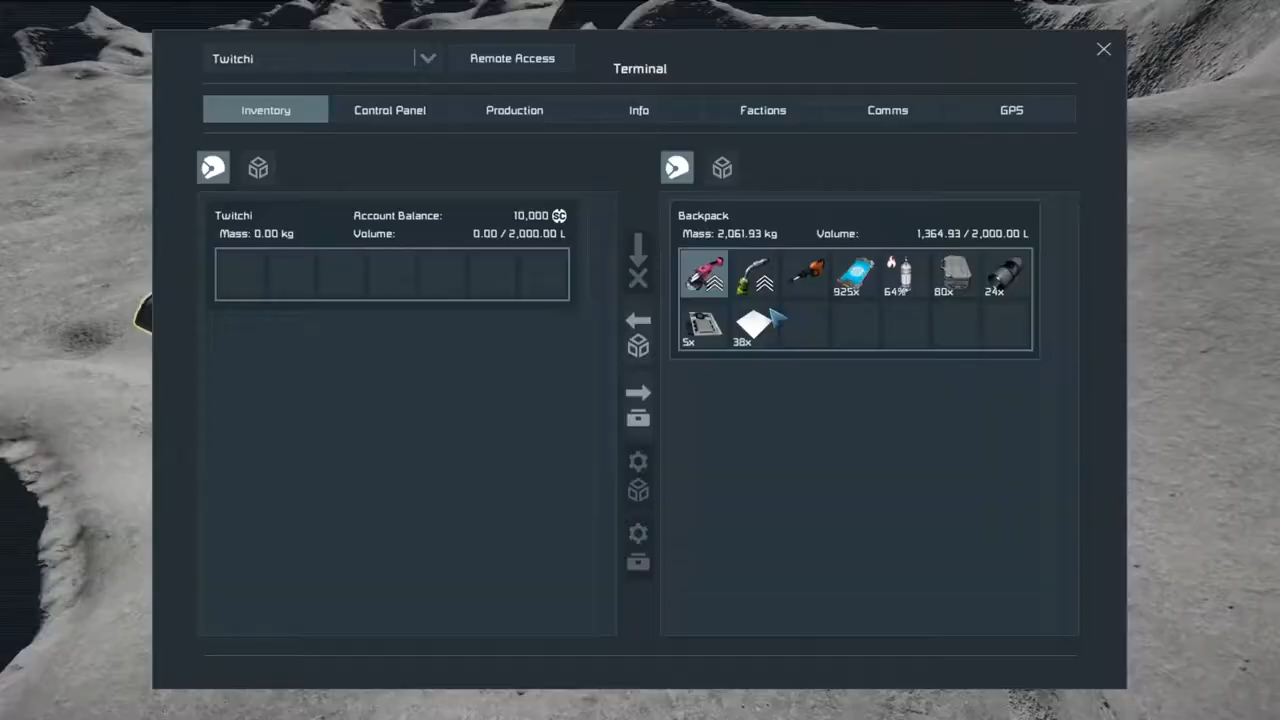 Twitchi
Remote Access
Terminal
Inventory
Control Panel
Production
Info
Factions
Comms
GPS
Twitchi Account Balance: 10,000 SC
Mass: 0.00 kg Volume: 0.00 / 2,000.00 L
Backpack
Mass: 2,061.93 kg Volume: 1,364.93 / 2,000.00 L
925x 64% 80x 24x
5x 38x